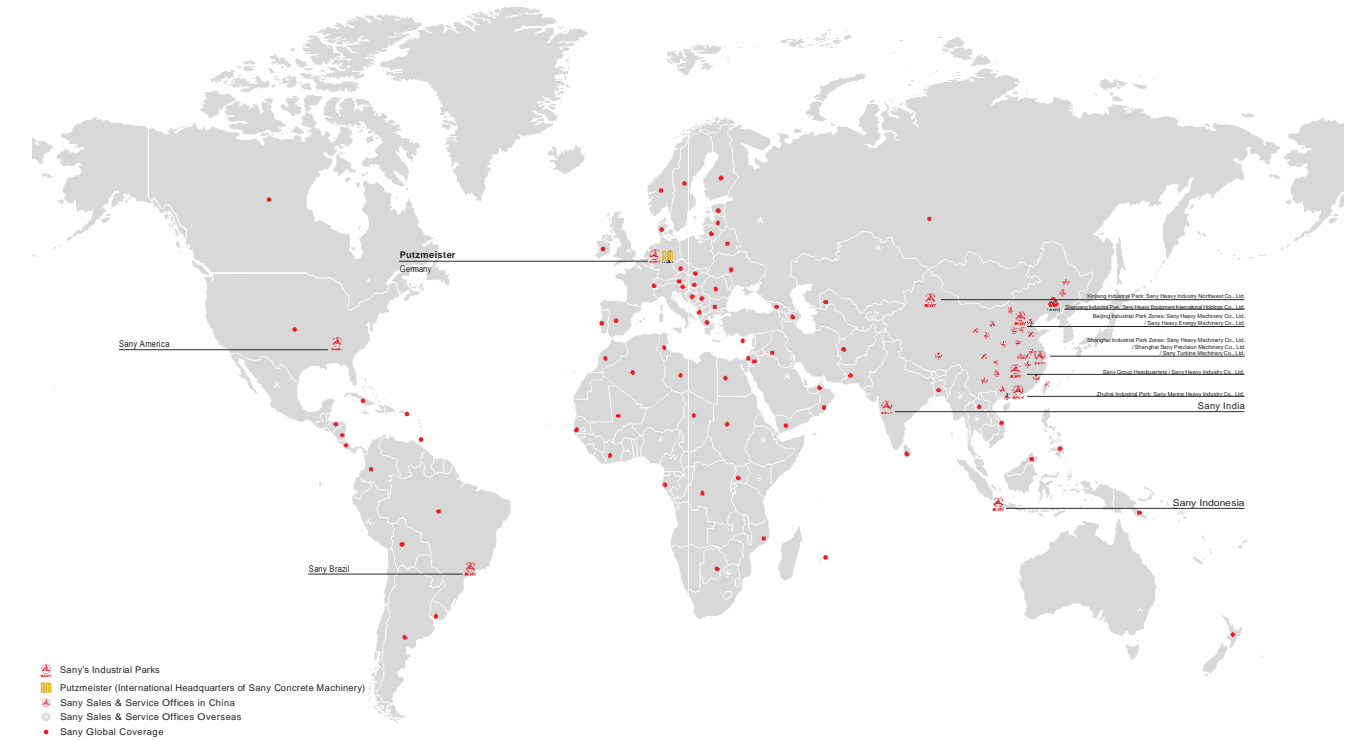 Putzmeister
Germany
Sany America
Sany Brazil
Xinjiang Industrial Park: Sany Heavy Industry Northwest Co., Ltd.
Shenyang Industrial Park: Sany Heavy Equipment International Holdings Co., Ltd.
Beijing Industrial Park Zones: Sany Heavy Machinery Co., Ltd.
/ Sany Heavy Energy Machinery Co., Ltd.
Shanghai Industrial Park Zones: Sany Heavy Machinery Co., Ltd.
/ Shanghai Sany Precision Machinery Co., Ltd.
/ Sany Turbine Machinery Co., Ltd.
Sany Group Headquarters / Sany Heavy Industry Co., Ltd.
Zhuhai Industrial Park: Sany Marine Heavy Industry Co., Ltd.
Sany India
Sany Indonesia
Sany's Industrial Parks
Putzmeister (International Headquarters of Sany Concrete Machinery)
Sany Sales & Service Offices in China
Sany Sales & Service Offices Overseas
Sany Global Coverage